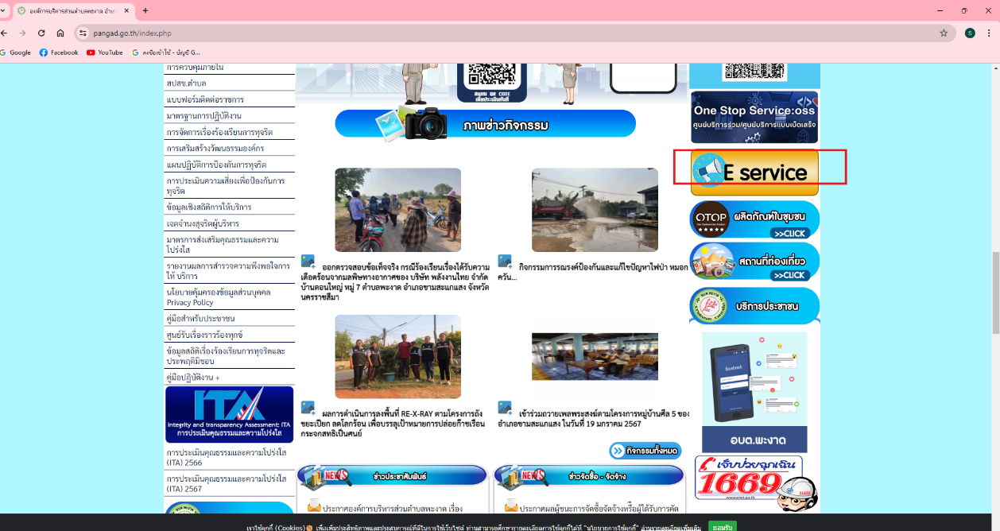 องค์การบริหารส่วนตำบลพะงาด อำเภ
pangad.go.th/index.php
S
Google
Facebook
YouTube
ลงชื่อเข้าใช้ - บัญชี G...
การควบคุมภายใน
สปสช.ตำบล
แบบฟอร์มติดต่อราชการ
มาตรฐานการปฏิบัติงาน
การจัดการเรื่องร้องเรียนการทุจริต
การเสริมสร้างวัฒนธรรมองค์กร
แผนปฏิบัติการป้องกันการทุจริต
การประเมินความเสี่ยงเพื่อป้องกันการ
ทุจริต
ข้อมูลเชิงสถิติการให้บริการ
เจตจำนงสุจริตผู้บริหาร
มาตรการส่งเสริมคุณธรรมและความ
โปร่งใส
รายงานผลการสำรวจความพึงพอใจการ
ให้ บริการ
นโยบายคุ้มครองข้อมูลส่วนบุคคล
Privacy Policy
คู่มือสำหรับประชาชน
ศูนย์รับเรื่องราวร้องทุกข์
ข้อมูลสถิติเรื่องร้องเรียนการทุจริตและ
ประพฤติมิชอบ
คู่มือปฏิบัติงาน +
ITA
Integrity and transparency Assessment: ITA
การประเมินคุณธรรมและความโปร่งใส
การประเมินคุณธรรมและความโปร่งใส
(ITA) 2566
การประเมินคุณธรรมและความโปร่งใส
(ITA) 2567
สแกน QR CODE
เพื่อประเมินทันที
ภาพข่าวกิจกรรม
ออกตรวจสอบข้อเท็จจริง กรณีร้องเรียนเรื่องได้รับความ
เดือดร้อนจากมลพิษทางอากาศของ บริษัท พลังงานไทย จำกัด
บ้านดอนใหญ่ หมู่ 7 ตำบลพะงาด อำเภอขามสะแกแสง จังหวัด
นครราชสีมา
กิจกรรมการรณรงค์ป้องกันและแก้ไขปัญหาไฟป่า หมอก
ควัน...
ผลการดำเนินการลงพื้นที่ RE-X-RAY ตามโครงการถัง
ขยะเปียก ลดโลกร้อน เพื่อบรรลุเป้าหมายการปล่อยก๊าซเรือน
กระจกสุทธิเป็นศูนย์
เข้าร่วมถวายเพลพระสงฆ์ตามโครงการหมู่บ้านศีล 5 ของ
อำเภอขามสะแกแสง ในวันที่ 19 มกราคม 2567
กิจกรรมทั้งหมด
NEWS
ข่าวประชาสัมพันธ์
NEWS
ข่าวจัดซื้อ - จัดจ้าง
ประกาศองค์การบริหารส่วนตำบลพะงาด เรื่อง
ประกาศผลผู้ชนะการจัดซื้อจัดจ้างหรือผู้ได้รับการคัด
One Stop Service:oss
ศูนย์บริการร่วม/ศูนย์บริการแบบเบ็ดเสร็จ
E service
OTOP
ผลิตภัณฑ์ในชุมชน
>>CLICK
สถานที่ท่องเที่ยว
>>CLICK
บริการประชาชน
facebook
อบต.พะงาด
เจ็บป่วยฉุกเฉิน
1669
เราใช้คุกกี้ (Cookies) เพื่อเพิ่มประสิทธิภาพและประสบการณ์ที่ดีในการใช้เว็บไซต์ ท่านสามารถศึกษารายละเอียดการใช้คุกกี้ได้ที่ "นโยบายการใช้คุกกี้" อ่านรายละเอียดเพิ่มเติม ยอมรับ